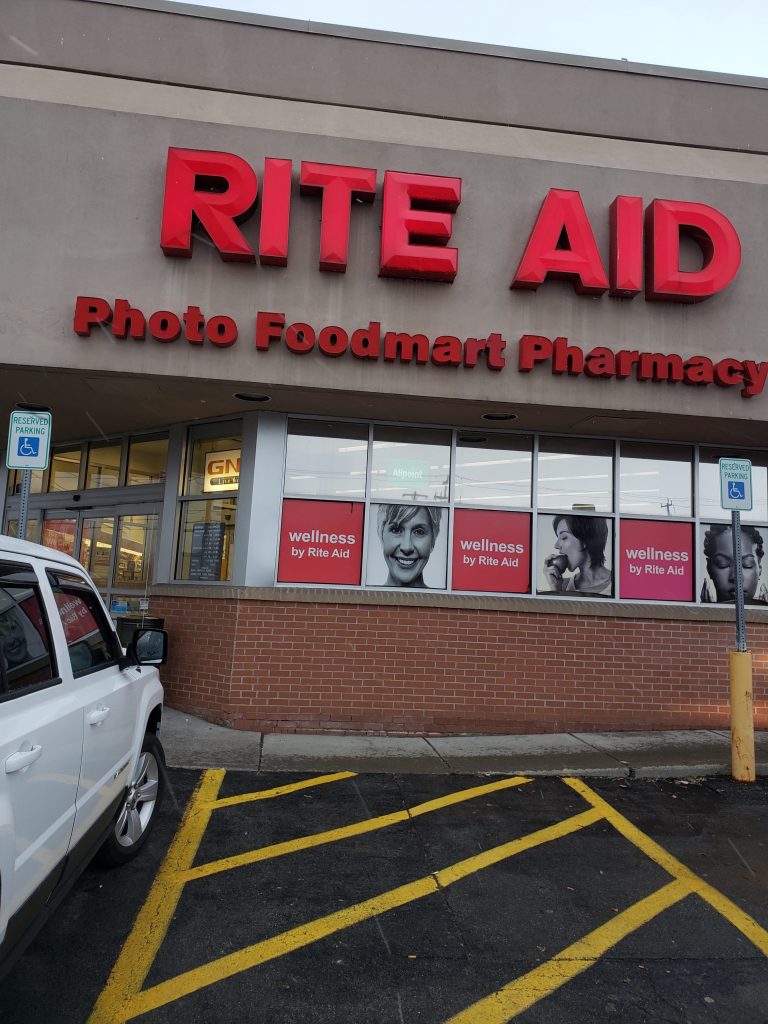 RITE AID
Photo Foodmart Pharmacy
RESERVED
PARKING
GN
Allpoint
RESERVED
PARKING
wellness
by Rite Aid
wellness
by Rite Aid
wellness
by Rite Aid